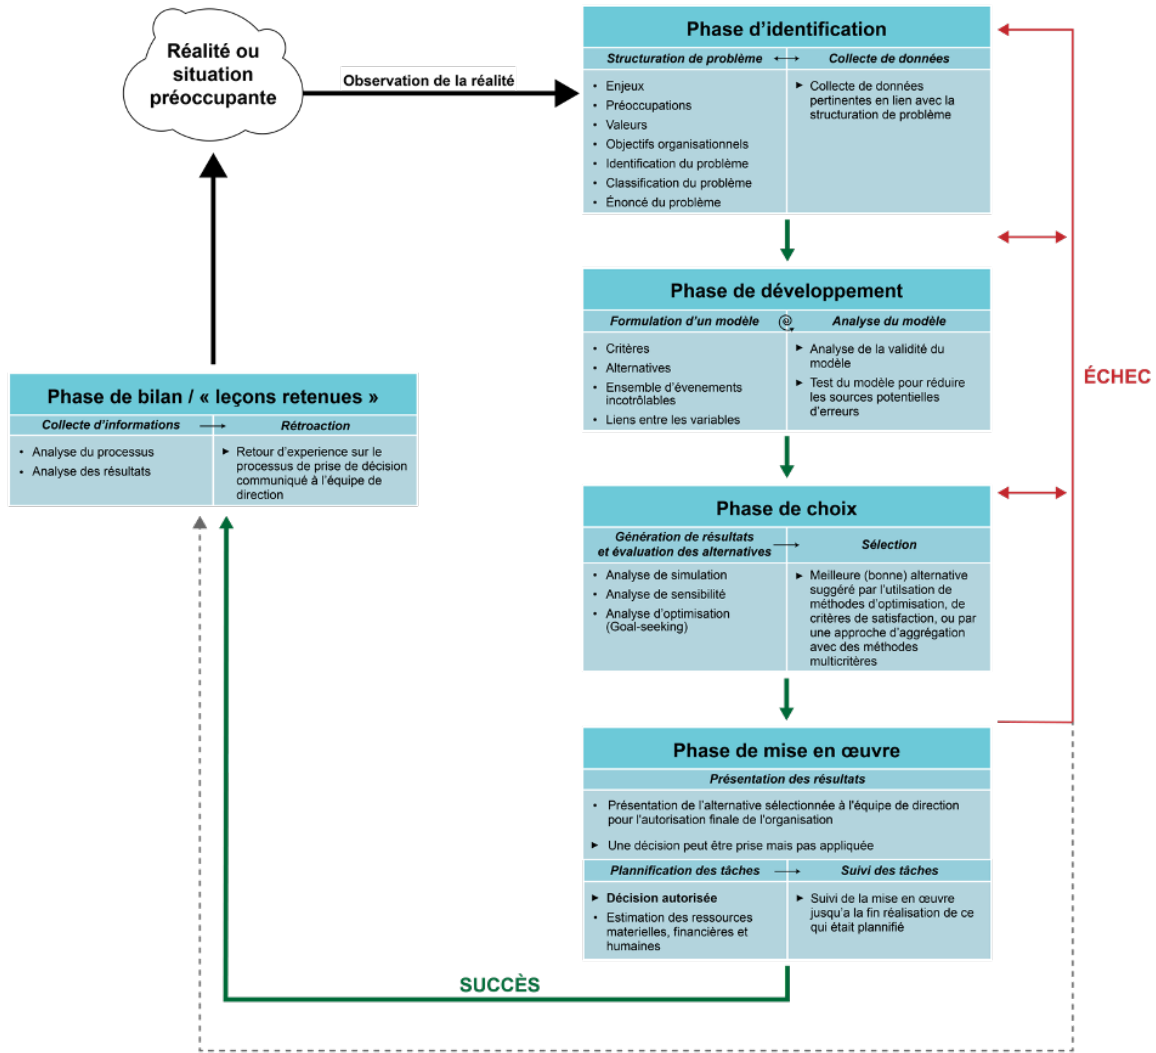 Réalité ou
situation
préoccupante
Observation de la réalité
Phase d'identification
Structuration de problème
Collecte de données
• Enjeux
• Préoccupations
• Valeurs
• Objectifs organisationnels
• Identification du problème
• Classification du problème
• Énoncé du problème
► Collecte de données
pertinentes en lien avec la
structuration de problème
Phase de développement
Formulation d'un modèle
@
Analyse du modèle
• Critères
• Alternatives
• Ensemble d'évenements
incotrôlables
• Liens entre les variables
► Analyse de la validité du
modèle
► Test du modèle pour réduire
les sources potentielles
d'erreurs
ÉCHEC
Phase de bilan / « leçons retenues »
Collecte d'informations
Rétroaction
• Analyse du processus
• Analyse des résultats
► Retour d'experience sur le
processus de prise de décision
communiqué à l'équipe de
direction
Phase de choix
Génération de résultats
et évaluation des alternatives
Sélection
• Analyse de simulation
• Analyse de sensibilité
• Analyse d'optimisation
(Goal-seeking)
► Meilleure (bonne) alternative
suggéré par l'utilsation de
méthodes d'optimisation, de
critères de satisfaction, ou par
une approche d'aggrégation
avec des méthodes
multicritères
Phase de mise en œuvre
Présentation des résultats
• Présentation de l'alternative sélectionnée à l'équipe de direction
pour l'autorisation finale de l'organisation
► Une décision peut être prise mais pas appliquée
Plannification des tâches
Suivi des tâches
► Décision autorisée
• Estimation des ressources
materielles, financières et
humaines
► Suivi de la mise en œuvre
jusqu'a la fin réalisation de ce
qui était plannifié
SUCCÈS